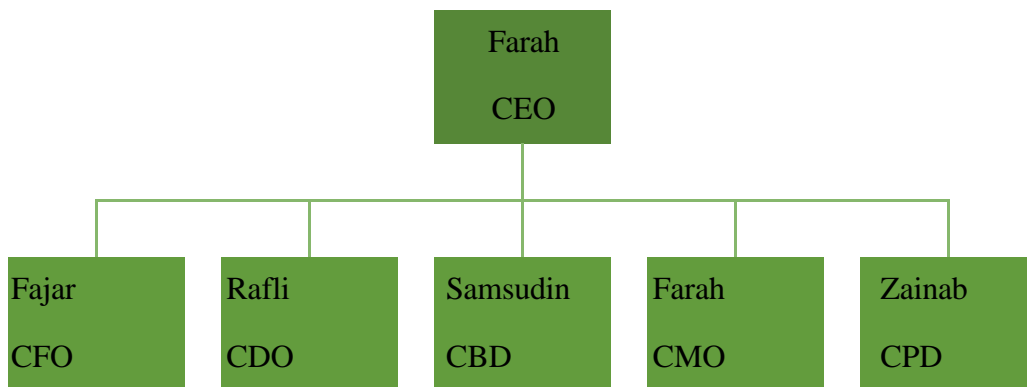 Farah
CEO
Fajar
CFO
Rafli
CDO
Samsudin
CBD
Farah
CMO
Zainab
CPD